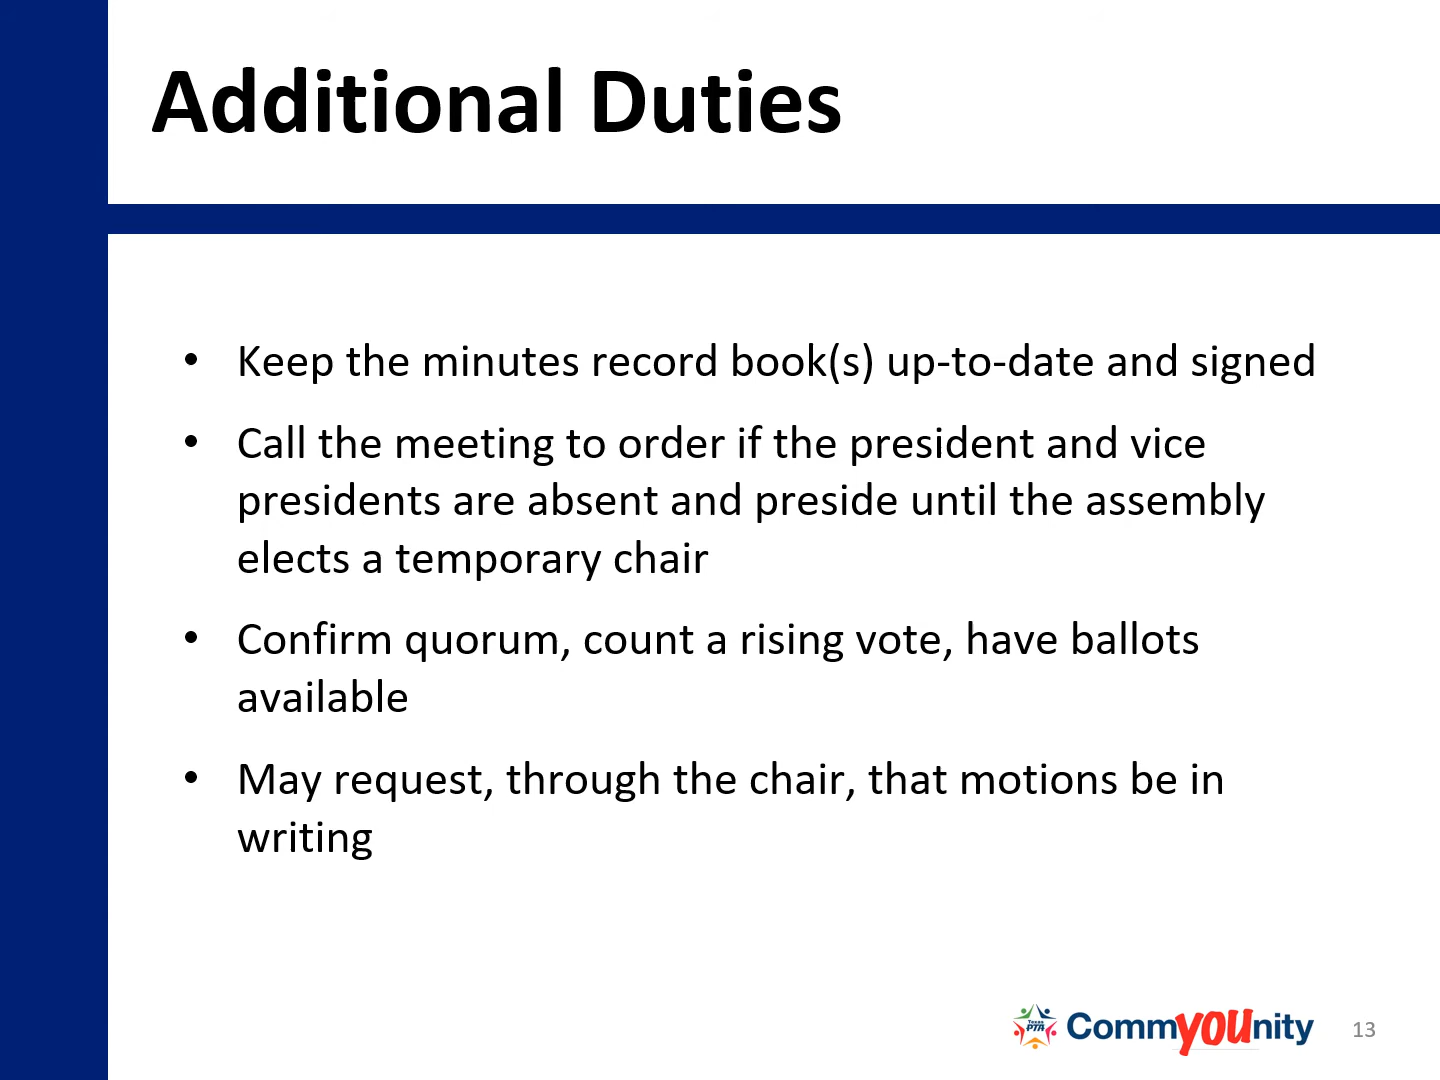 Additional Duties
• Keep the minutes record book(s) up-to-date and signed
• Call the meeting to order if the president and vice
presidents are absent and preside until the assembly
elects a temporary chair
• Confirm quorum, count a rising vote, have ballots
available
• May request, through the chair, that motions be in
writing
Texas
PTA
CommYOUnity
13